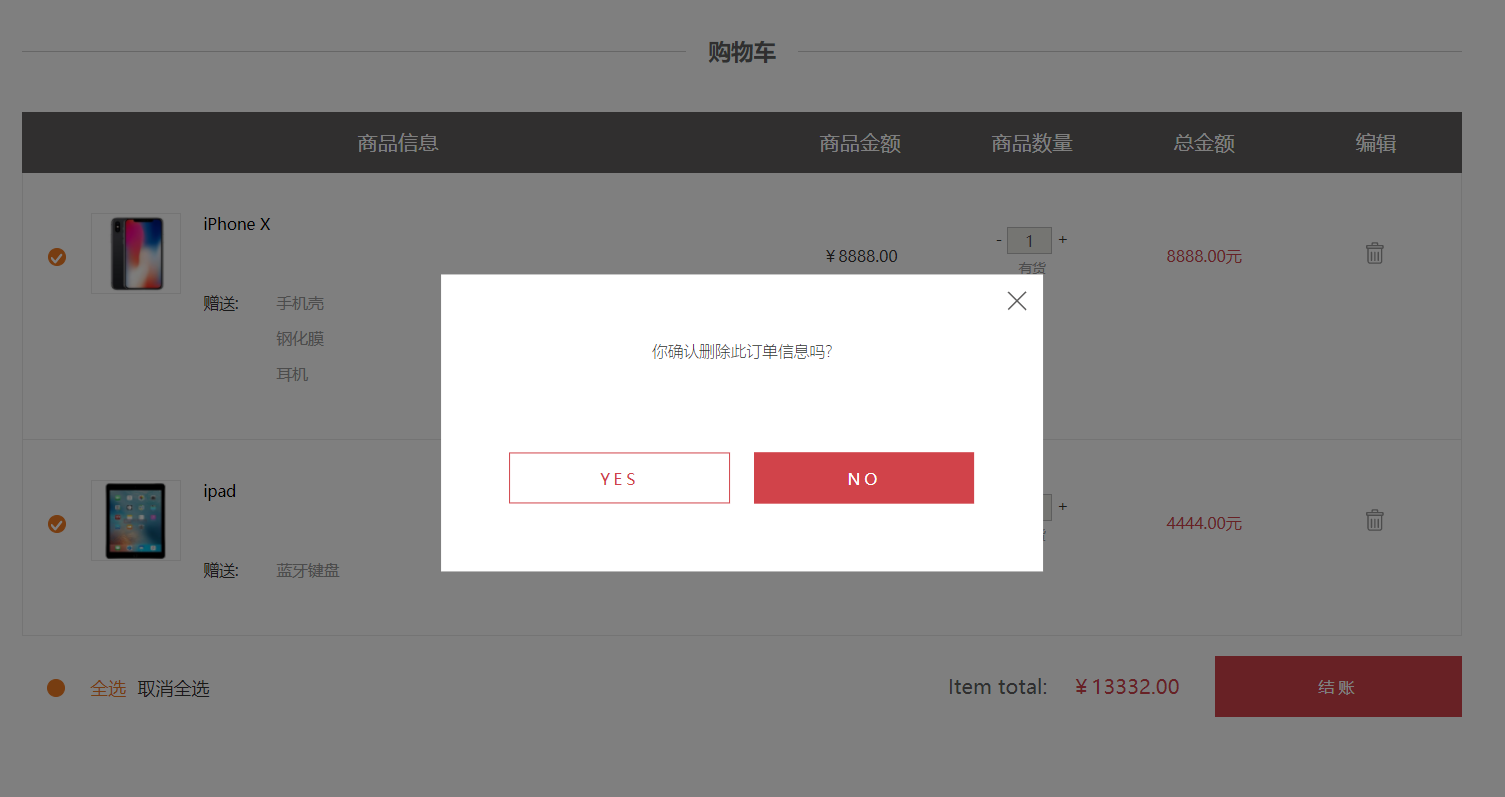 购物车
商品信息 商品金额 商品数量 总金额 编辑
iPhone X
￥8888.00 - 1 + 8888.00元
有货
赠送: 手机壳
钢化膜
耳机
你确认删除此订单信息吗?
YES NO
ipad
+ 4444.00元
赠送: 蓝牙键盘
全选 取消全选 Item total: ￥13332.00 结账